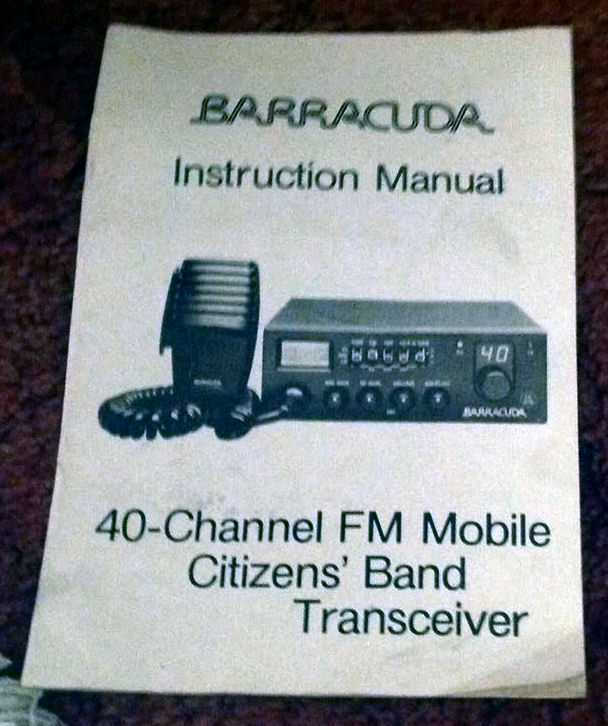 BARRACUDA
Instruction Manual
40
BARRACUDA
40-Channel FM Mobile
Citizens' Band
Transceiver